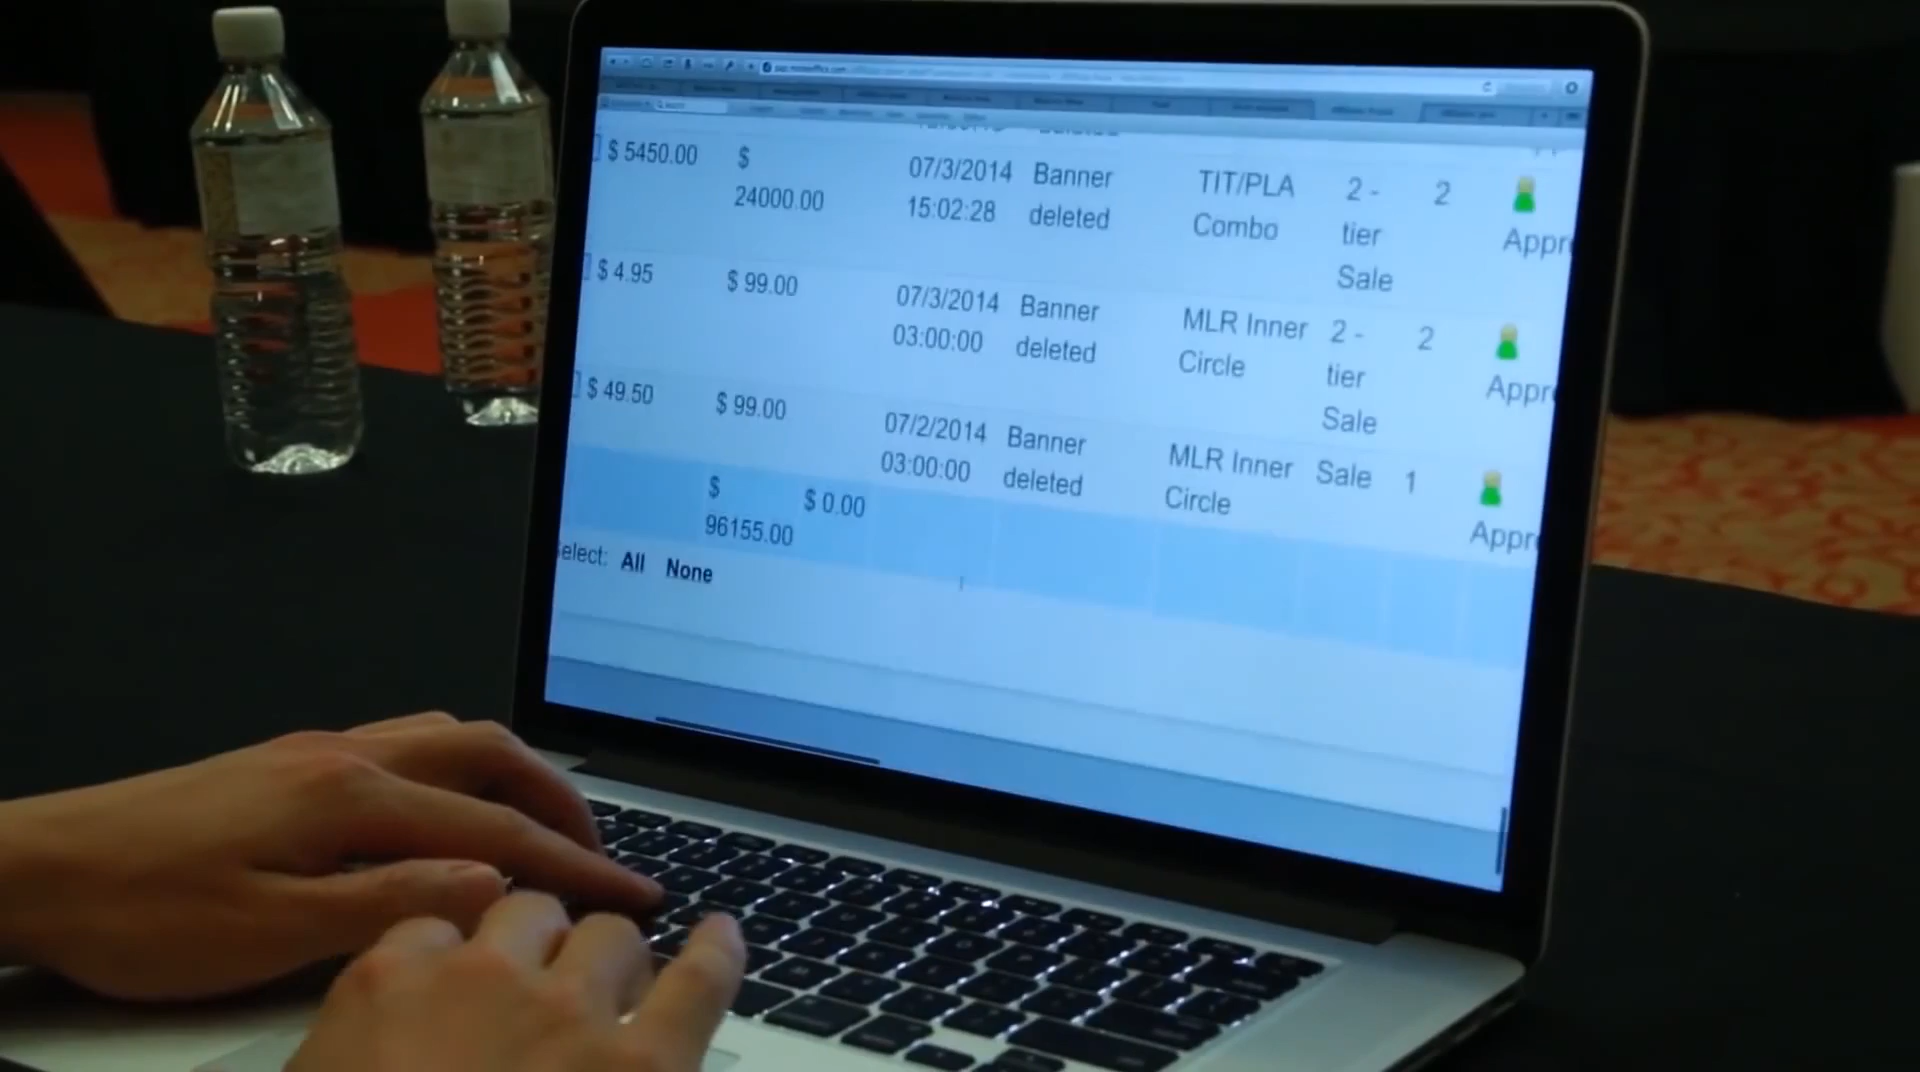 $ 5450.00 $ 24000.00 07/3/2014 15:02:28 Banner deleted TIT/PLA Combo 2 - tier Sale 2 Appr
$ 4.95 $ 99.00 07/3/2014 03:00:00 Banner deleted MLR Inner Circle 2 - tier Sale 2 Appr
$ 49.50 $ 99.00 07/2/2014 03:00:00 Banner deleted MLR Inner Circle Sale 1 Appr
$ 96155.00 $ 0.00
elect: All None